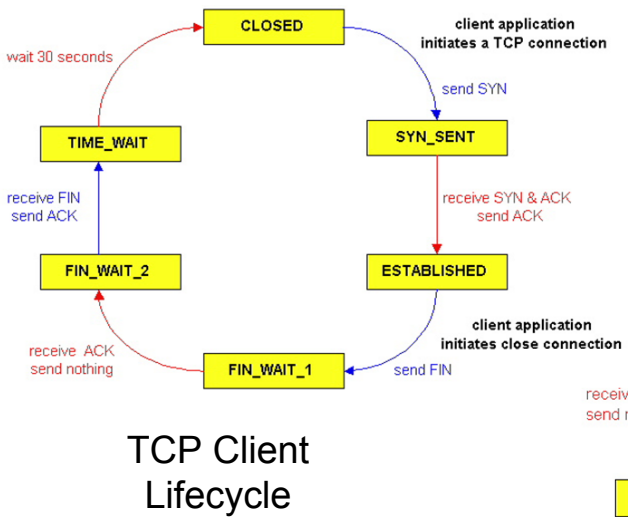 CLOSED
client application
initiates a TCP connection
wait 30 seconds
send SYN
TIME_WAIT
SYN_SENT
receive FIN
send ACK
receive SYN & ACK
send ACK
FIN_WAIT_2
ESTABLISHED
client application
initiates close connection
receive ACK
send nothing
FIN_WAIT_1
send FIN
TCP Client
Lifecycle